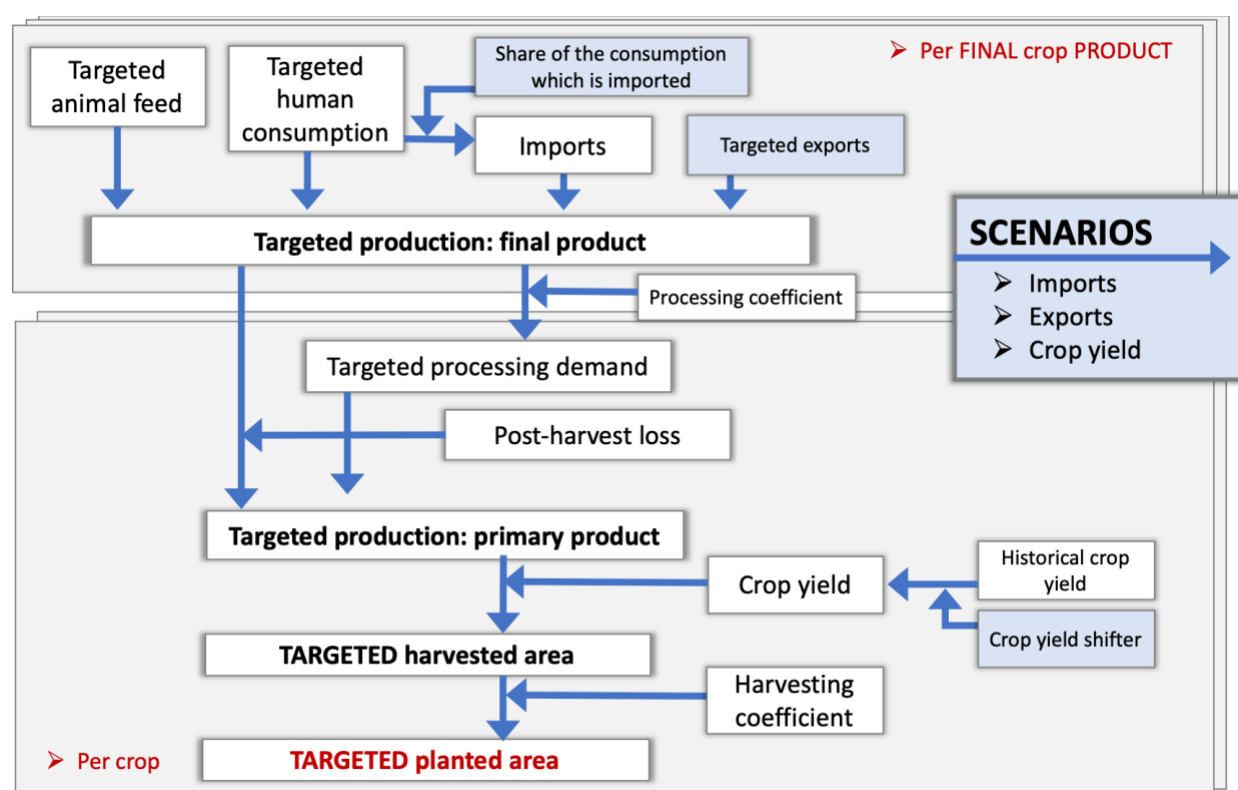 Targeted
animal feed
Targeted
human
consumption
Share of the consumption
which is imported
➢ Per FINAL crop PRODUCT
Imports
Targeted exports
Targeted production: final product
SCENARIOS
➢ Imports
➢ Exports
➢ Crop yield
Processing coefficient
Targeted processing demand
Post-harvest loss
Targeted production: primary product
Crop yield
Historical crop
yield
Crop yield shifter
TARGETED harvested area
Harvesting
coefficient
TARGETED planted area
➢ Per crop